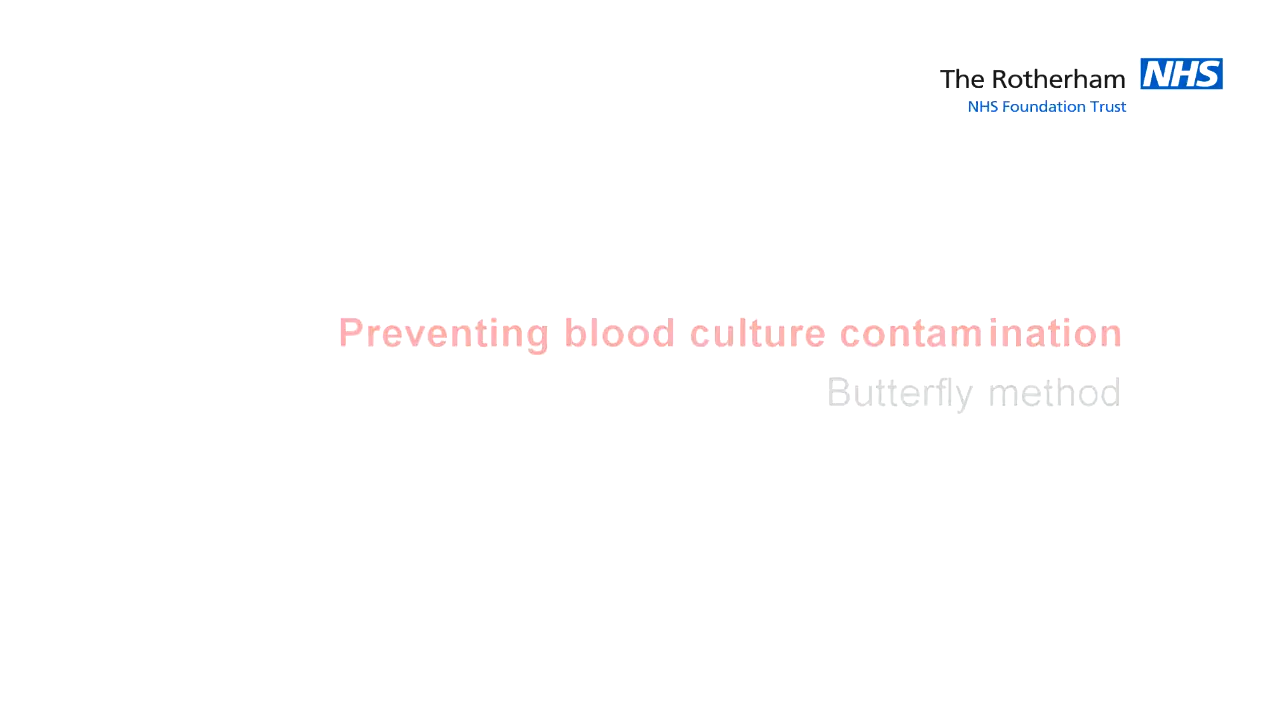 The Rotherham NHS
NHS Foundation Trust
Preventing blood culture contamination
Butterfly method